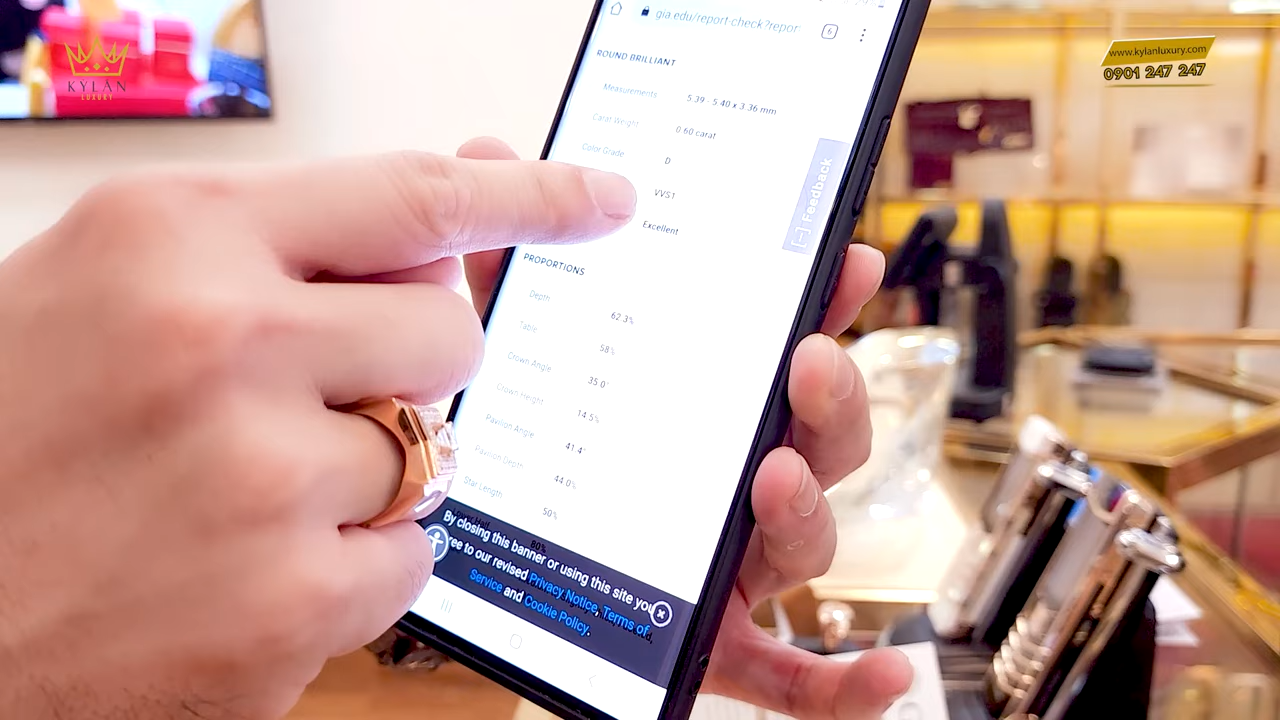 KYLAN
LUXURY
www.kylanluxury.com
0901 247 247
gia.edu/report-check?repor
6
ROUND BRILLIANT
Measurements 5.39 - 5.40 x 3.36 mm
Carat Weight 0.60 carat
Color Grade D
VVS1
Excellent
[-] Feedback
PROPORTIONS
Depth 62.3%
Table 58%
Crown Angle 35.0°
Crown Height 14.5%
Pavilion Angle 41.4°
Pavilion Depth 44.0%
Star Length 50%
80%
By closing this banner or using this site you
ree to our revised Privacy Notice, Terms of
Service and Cookie Policy.